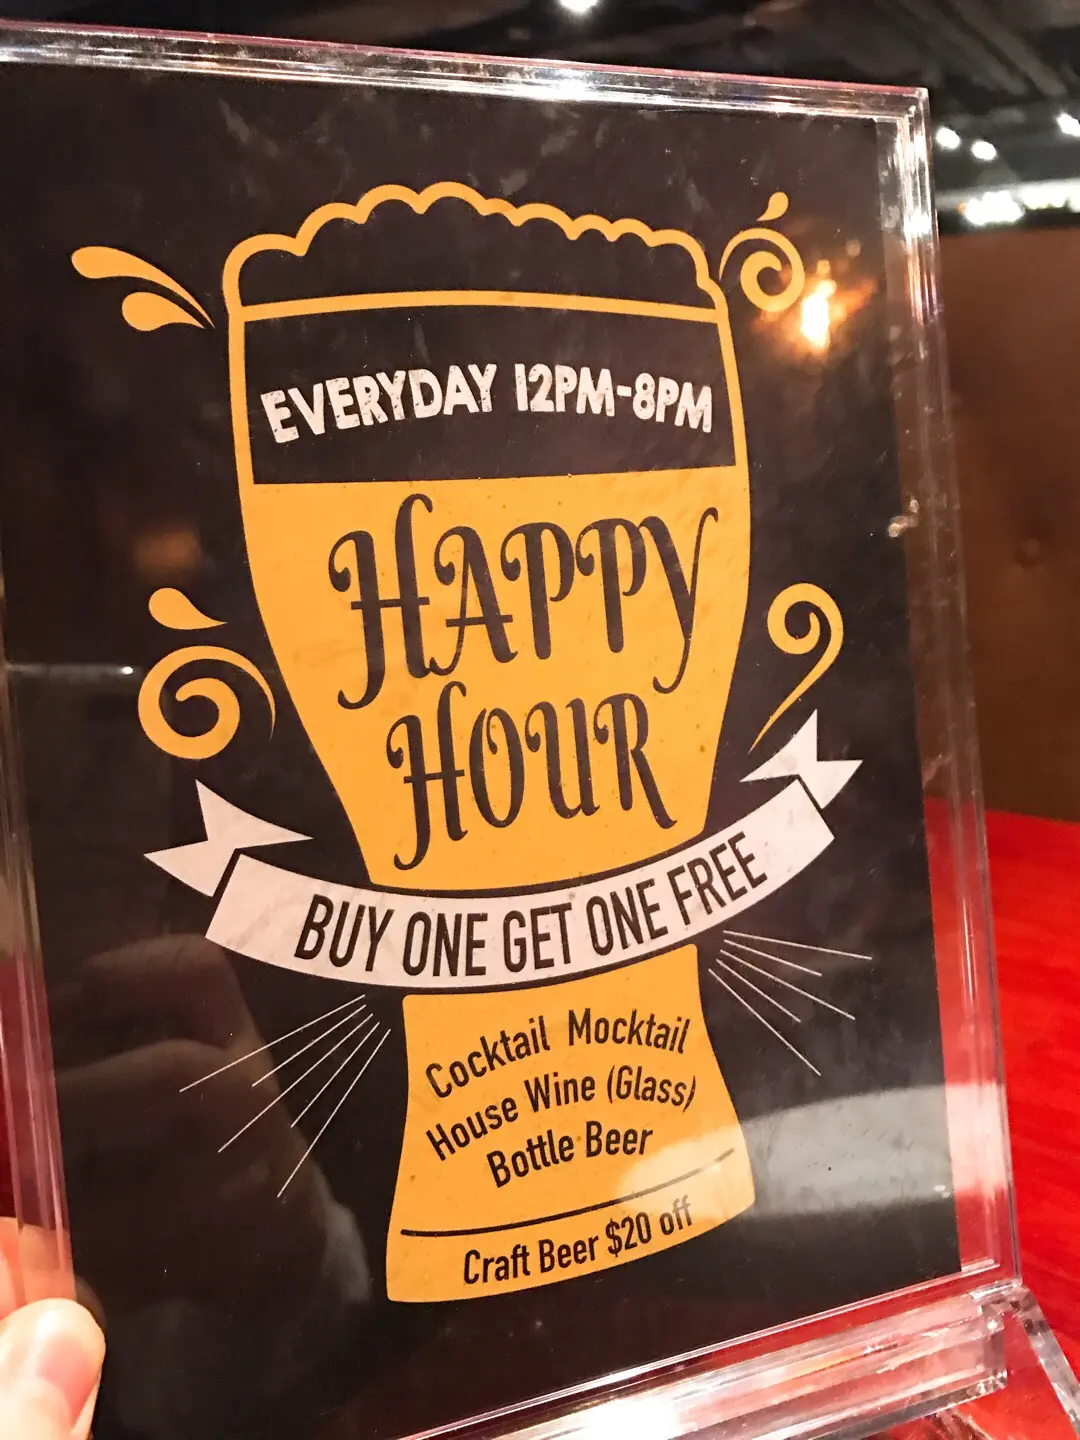 EVERYDAY 12PM-8PM
HAPPY
HOUR
BUY ONE GET ONE FREE
Cocktail Mocktail
House Wine (Glass)
Bottle Beer
Craft Beer $20 off